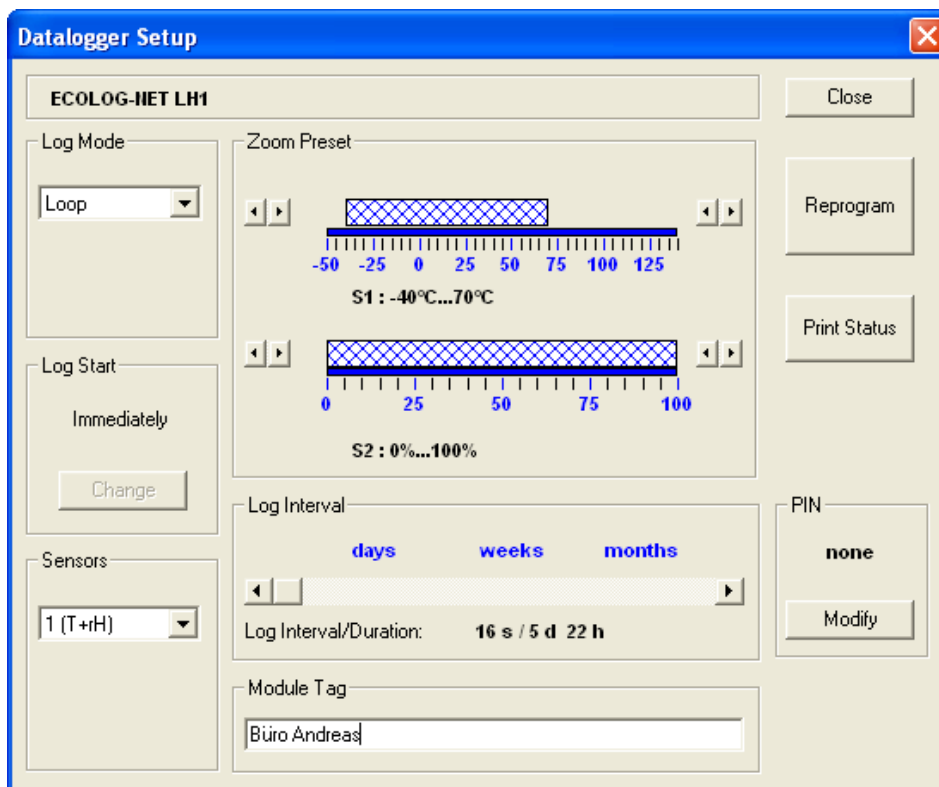 Datalogger Setup
ECOLOG-NET LH1
Close
Log Mode
Loop
Zoom Preset
-50 -25 0 25 50 75 100 125
S1 : -40°C...70°C
0 25 50 75 100
S2 : 0%...100%
Reprogram
Print Status
Log Start
Immediately
Change
Log Interval
days weeks months
Log Interval/Duration: 16 s / 5 d 22 h
PIN
none
Modify
Sensors
1 (T+rH)
Module Tag
Büro Andreas